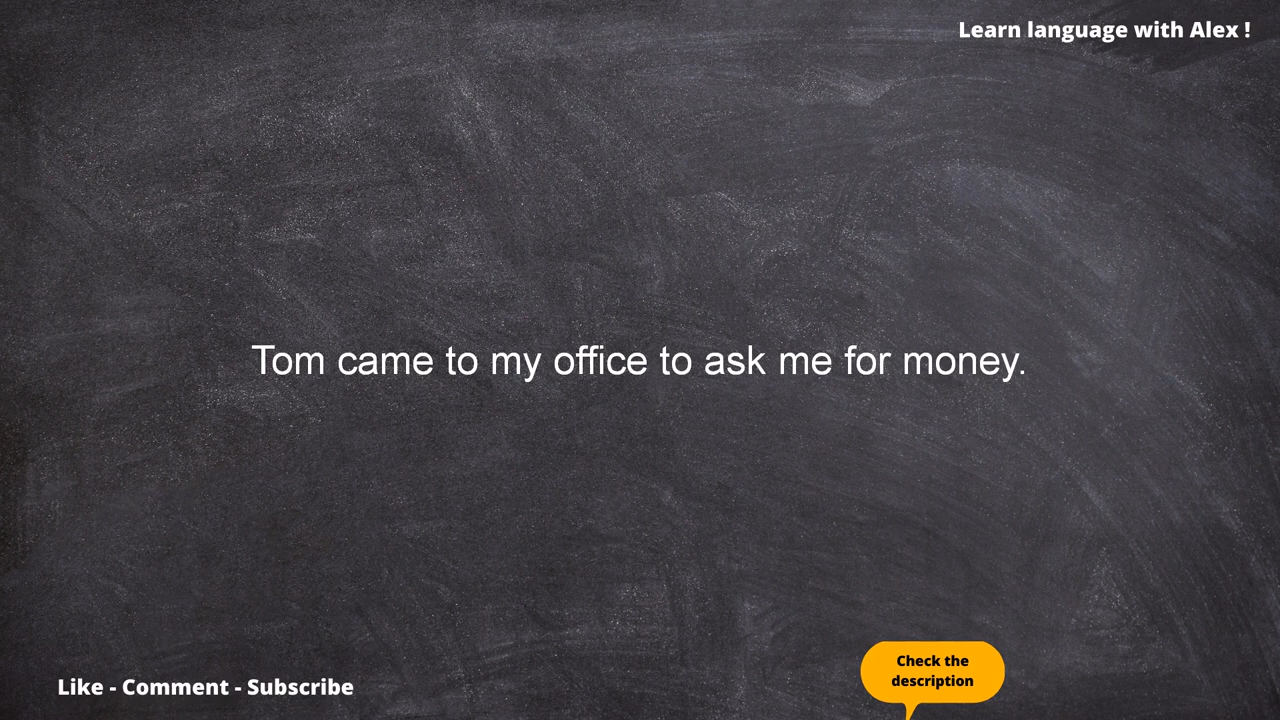 Learn language with Alex !
Tom came to my office to ask me for money.
Check the
description
Like - Comment - Subscribe